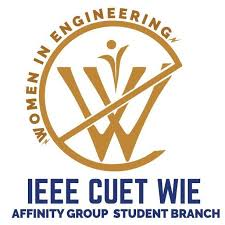 WOMEN IN ENGINEERING
W
IEEE CUET WIE
AFFINITY GROUP STUDENT BRANCH